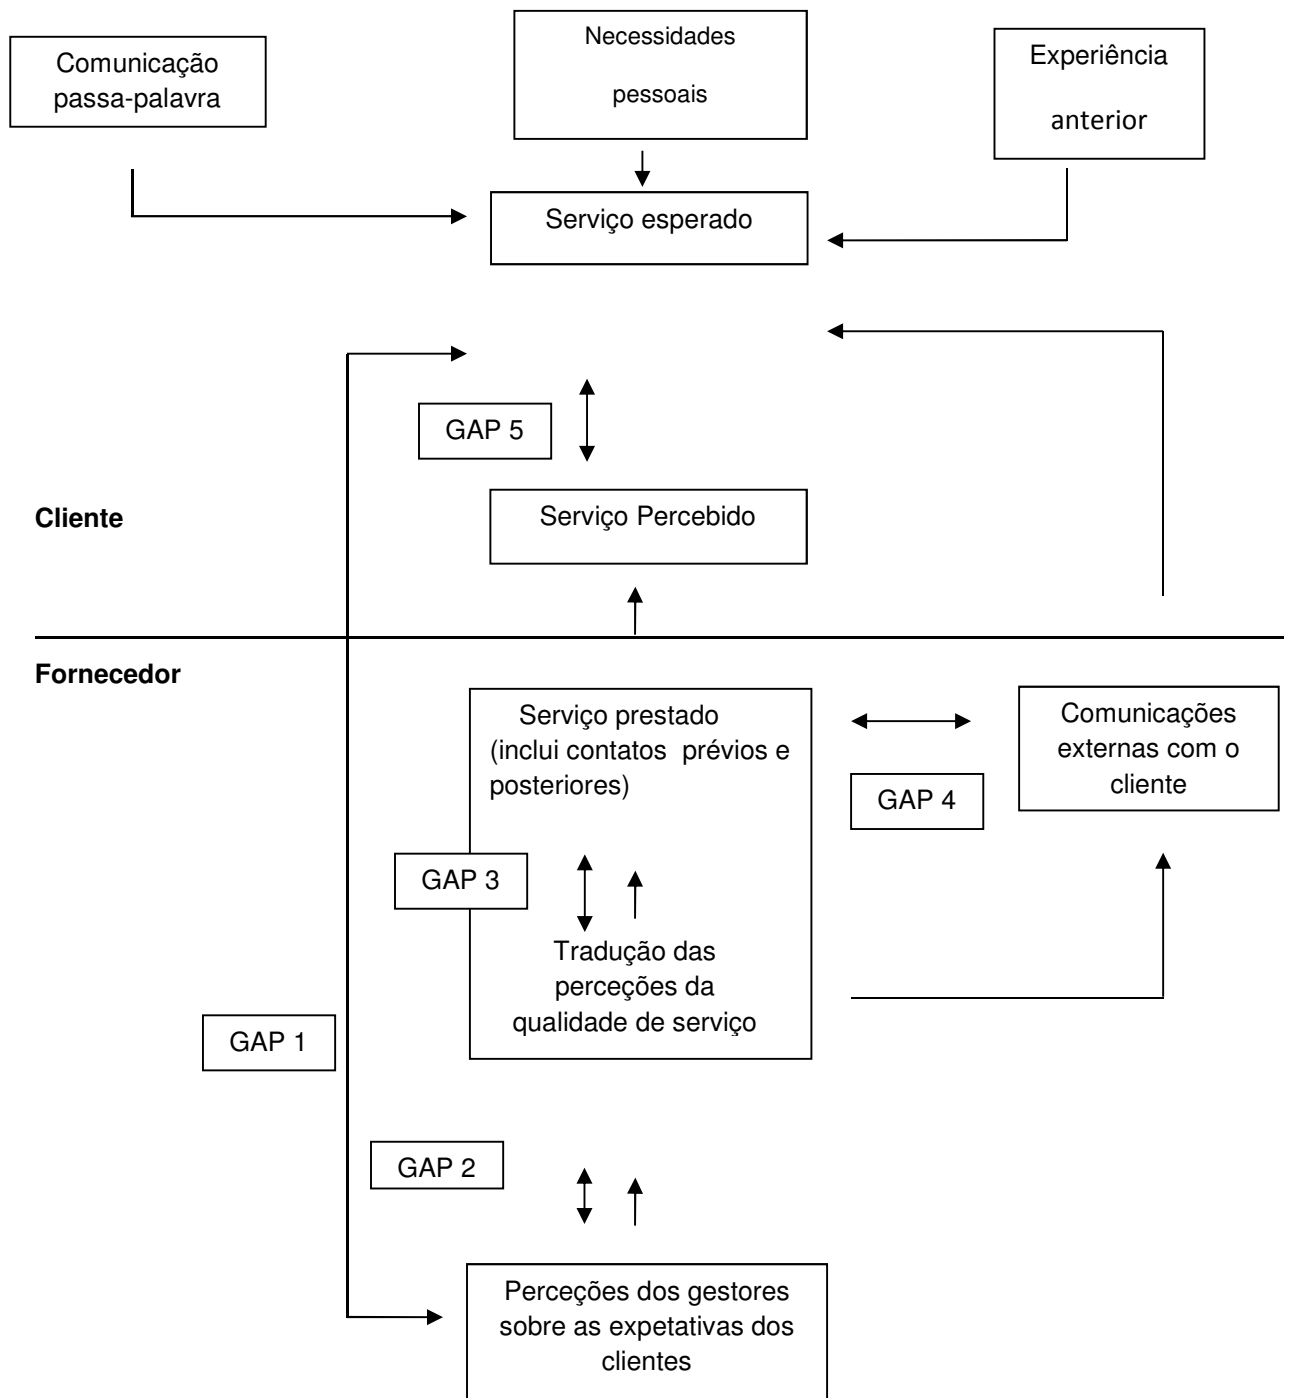 Comunicação
passa-palavra
Necessidades
pessoais
Experiência
anterior
Serviço esperado
GAP 5
Serviço Percebido
Cliente
Fornecedor
Serviço prestado
(inclui contatos  prévios e
posteriores)
Comunicações
externas com o
cliente
GAP 4
GAP 3
Tradução das
perceções da
qualidade de serviço
GAP 1
GAP 2
Perceções dos gestores
sobre as expetativas dos
clientes